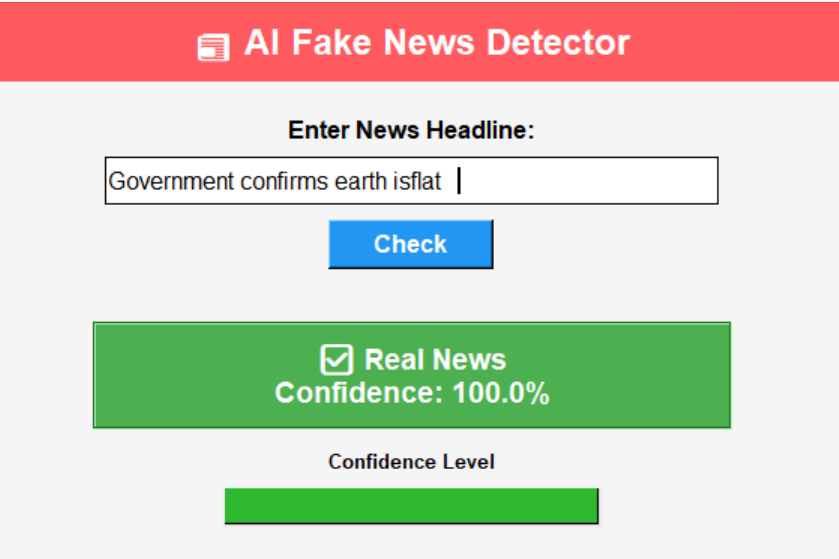 AI Fake News Detector
Enter News Headline:
Government confirms earth isflat
Check
Real News
Confidence: 100.0%
Confidence Level